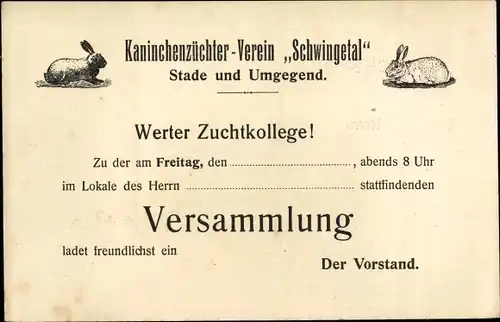 Kaninchenzüchter-Verein „Schwingetal"
Stade und Umgegend.
Werter Zuchtkollege!
Zu der am Freitag, den ........................................, abends 8 Uhr
im Lokale des Herrn ........................................ stattfindenden
Versammlung
ladet freundlichst ein
Der Vorstand.